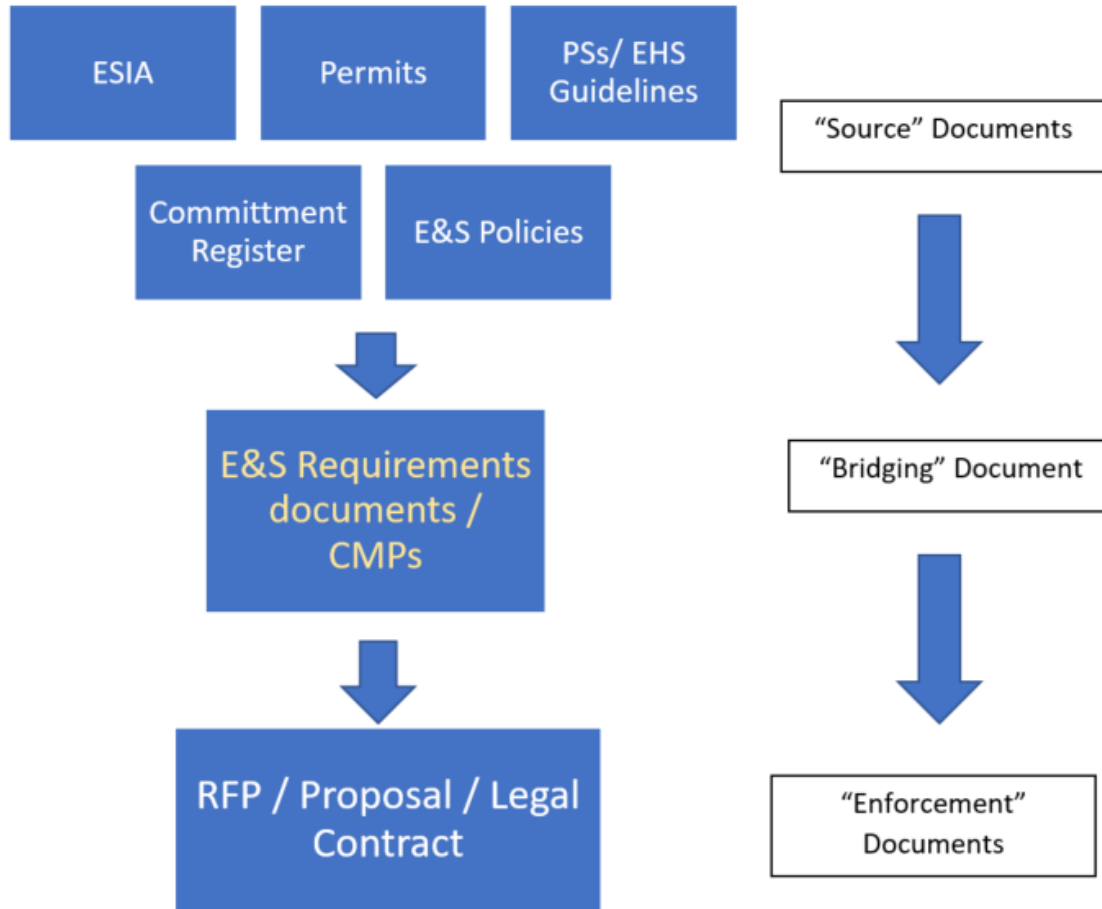 ESIA
Permits
PSs/ EHS
Guidelines
“Source” Documents
Committment
Register
E&S Policies
E&S Requirements
documents /
CMPs
“Bridging” Document
RFP / Proposal / Legal
Contract
“Enforcement”
Documents